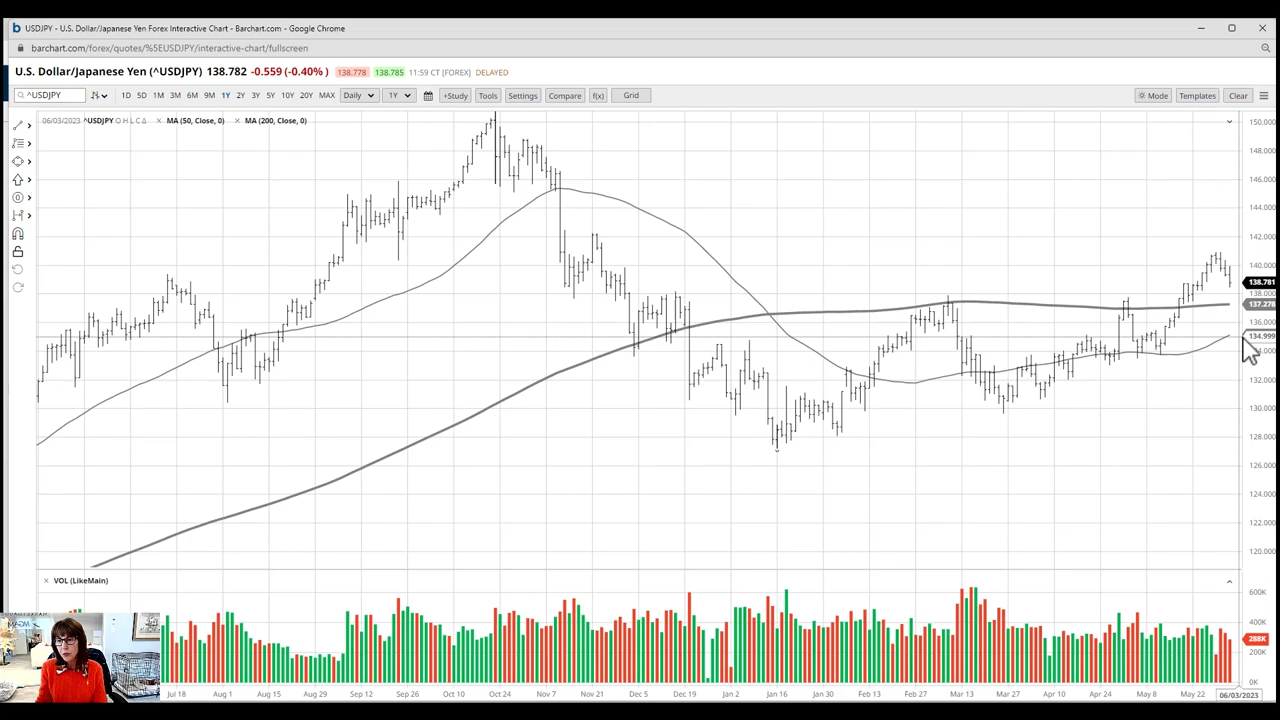 USDJPY - U.S. Dollar/Japanese Yen Forex Interactive Chart - Barchart.com - Google Chrome
barchart.com/forex/quotes/%5EUSDJPY/interactive-chart/fullscreen
U.S. Dollar/Japanese Yen (^USDJPY) 138.782 -0.559 (-0.40%) 138.778 138.785 11:59 CT [FOREX] DELAYED
^USDJPY 1D 5D 1M 3M 6M 9M 1Y 2Y 3Y 5Y 10Y 20Y MAX Daily 1Y +Study Tools Settings Compare f(x) Grid Mode Templates Clear
06/03/2023 ^USDJPY O H L C Δ MA (50, Close, 0) MA (200, Close, 0)
150.000
148.000
146.000
144.000
142.000
140.000
138.781
138.000
137.278
136.000
134.999
134.000
132.000
130.000
128.000
126.000
124.000
122.000
120.000
VOL (LikeMain)
600K
400K
288K
200K
0K
Jul 18 Aug 1 Aug 15 Aug 29 Sep 12 Sep 26 Oct 10 Oct 24 Nov 7 Nov 21 Dec 5 Dec 19 Jan 2 Jan 16 Jan 30 Feb 13 Feb 27 Mar 13 Mar 27 Apr 10 Apr 24 May 8 May 22 06/03/2023